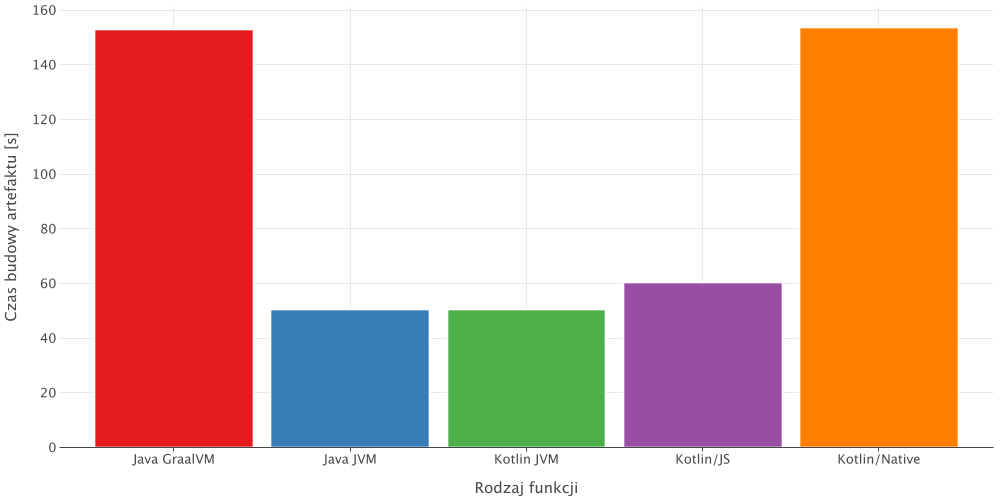 160
140
120
100
80
60
40
20
0
Czas budowy artefaktu [s]
Java GraalVM
Java JVM
Kotlin JVM
Kotlin/JS
Kotlin/Native
Rodzaj funkcji